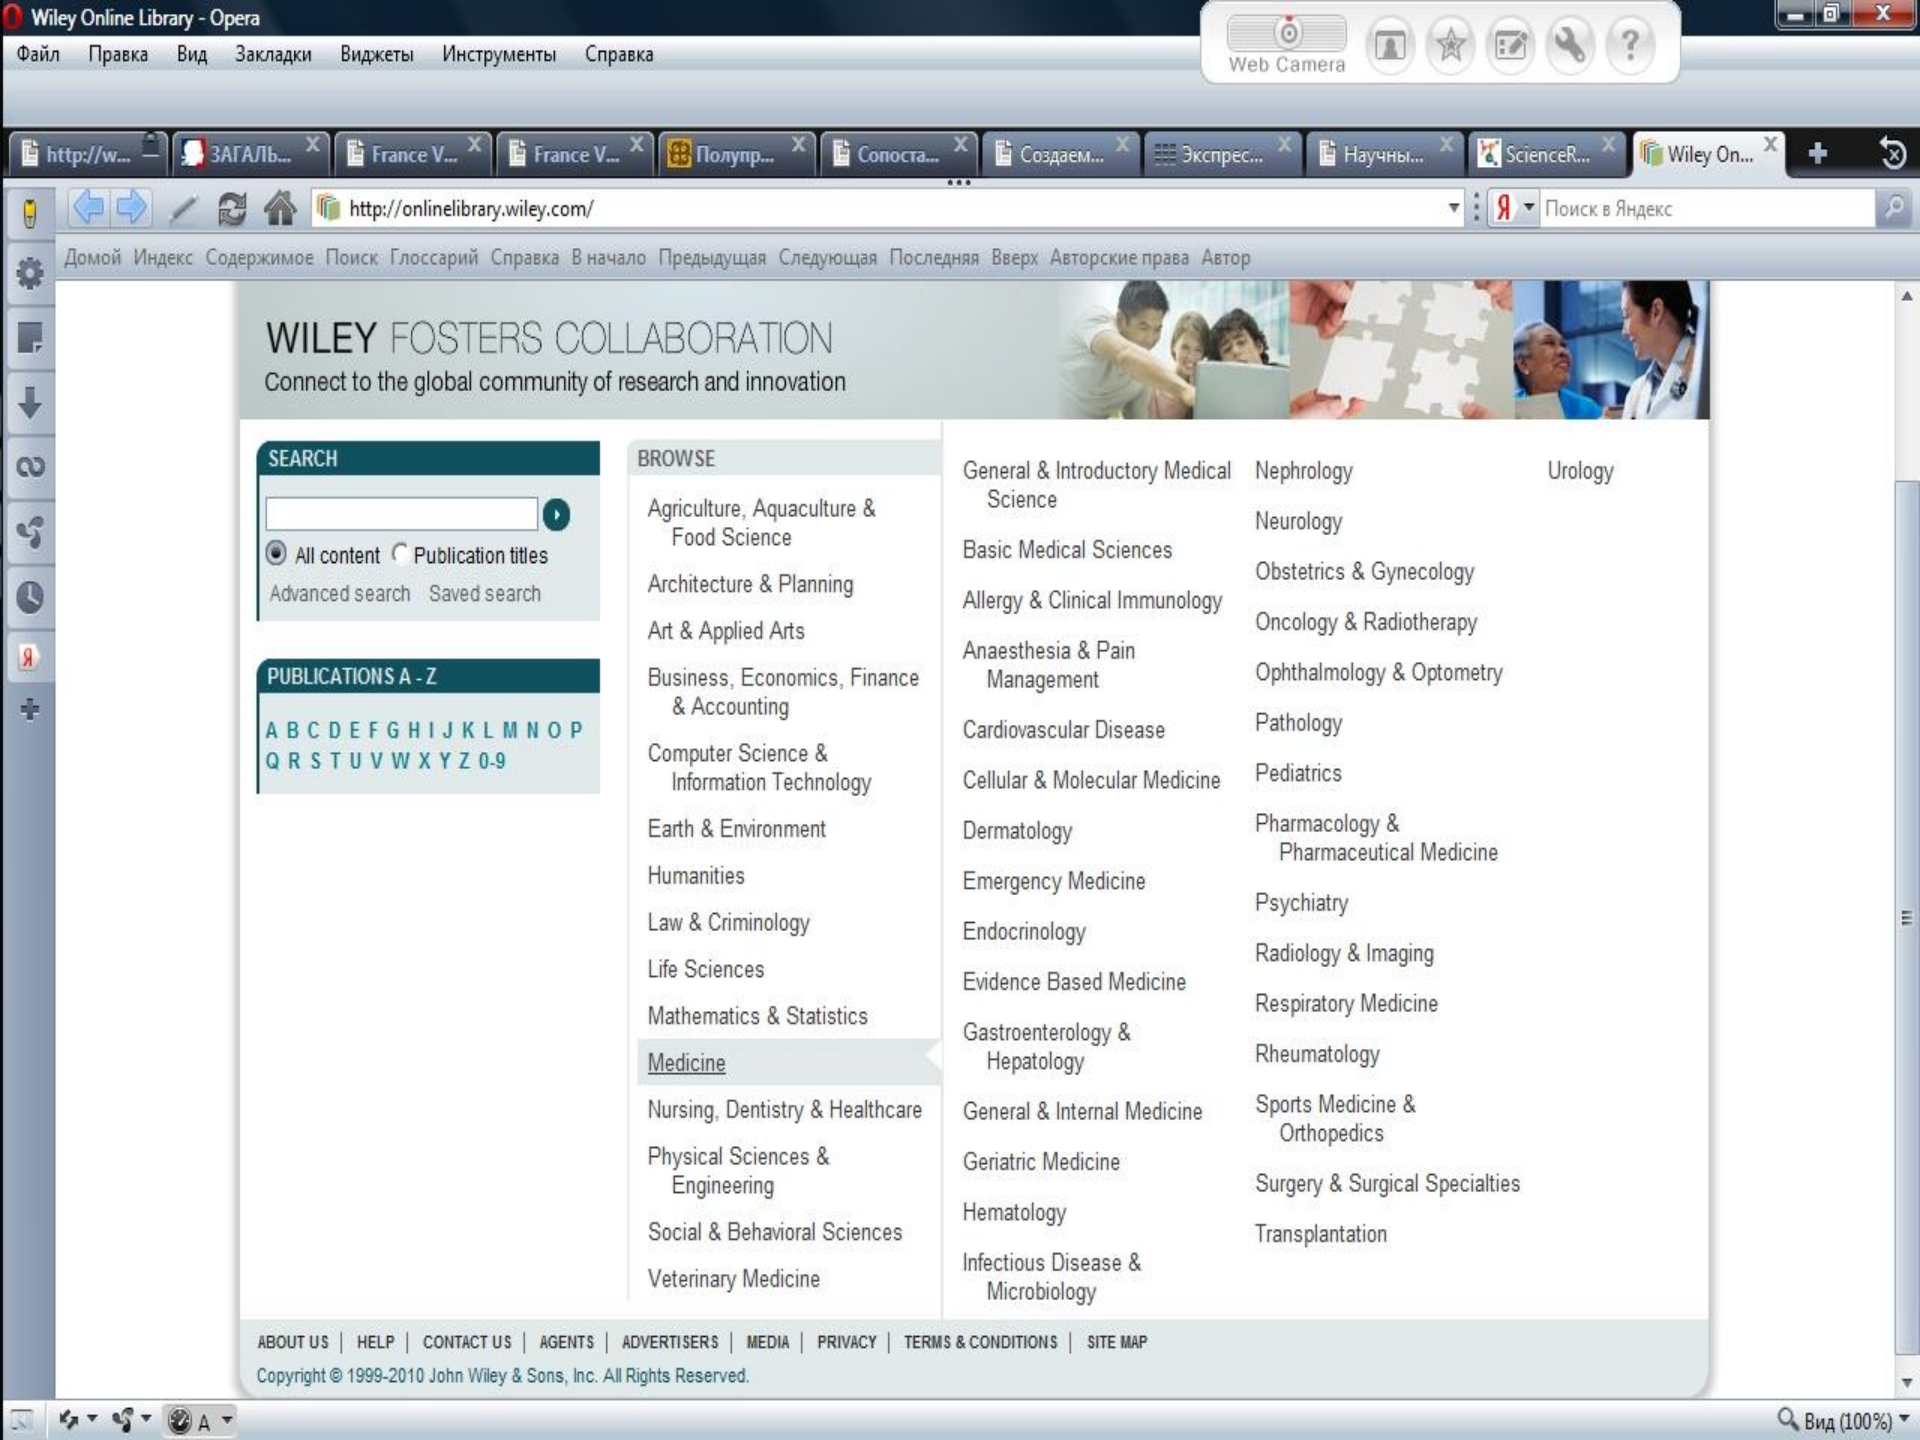 Wiley Online Library - Opera
Файл Правка Вид Закладки Виджеты Инструменты Справка
Web Camera
http://w... ЗАГАЛЬ... France V... France V... Полупр... Сопоста... Создаем... Экспрес... Научны... ScienceR... Wiley On...
http://onlinelibrary.wiley.com/
Поиск в Яндекс
Домой Индекс Содержимое Поиск Глоссарий Справка В начало Предыдущая Следующая Последняя Вверх Авторские права Автор
WILEY FOSTERS COLLABORATION
Connect to the global community of research and innovation
SEARCH
All content Publication titles
Advanced search Saved search
PUBLICATIONS A - Z
A B C D E F G H I J K L M N O P
Q R S T U V W X Y Z 0-9
BROWSE
Agriculture, Aquaculture &
Food Science
Architecture & Planning
Art & Applied Arts
Business, Economics, Finance
& Accounting
Computer Science &
Information Technology
Earth & Environment
Humanities
Law & Criminology
Life Sciences
Mathematics & Statistics
Medicine
Nursing, Dentistry & Healthcare
Physical Sciences &
Engineering
Social & Behavioral Sciences
Veterinary Medicine
General & Introductory Medical
Science
Basic Medical Sciences
Allergy & Clinical Immunology
Anaesthesia & Pain
Management
Cardiovascular Disease
Cellular & Molecular Medicine
Dermatology
Emergency Medicine
Endocrinology
Evidence Based Medicine
Gastroenterology &
Hepatology
General & Internal Medicine
Geriatric Medicine
Hematology
Infectious Disease &
Microbiology
Nephrology
Neurology
Obstetrics & Gynecology
Oncology & Radiotherapy
Ophthalmology & Optometry
Pathology
Pediatrics
Pharmacology &
Pharmaceutical Medicine
Psychiatry
Radiology & Imaging
Respiratory Medicine
Rheumatology
Sports Medicine &
Orthopedics
Surgery & Surgical Specialties
Transplantation
Urology
ABOUT US | HELP | CONTACT US | AGENTS | ADVERTISERS | MEDIA | PRIVACY | TERMS & CONDITIONS | SITE MAP
Copyright © 1999-2010 John Wiley & Sons, Inc. All Rights Reserved.
A
Вид (100%)